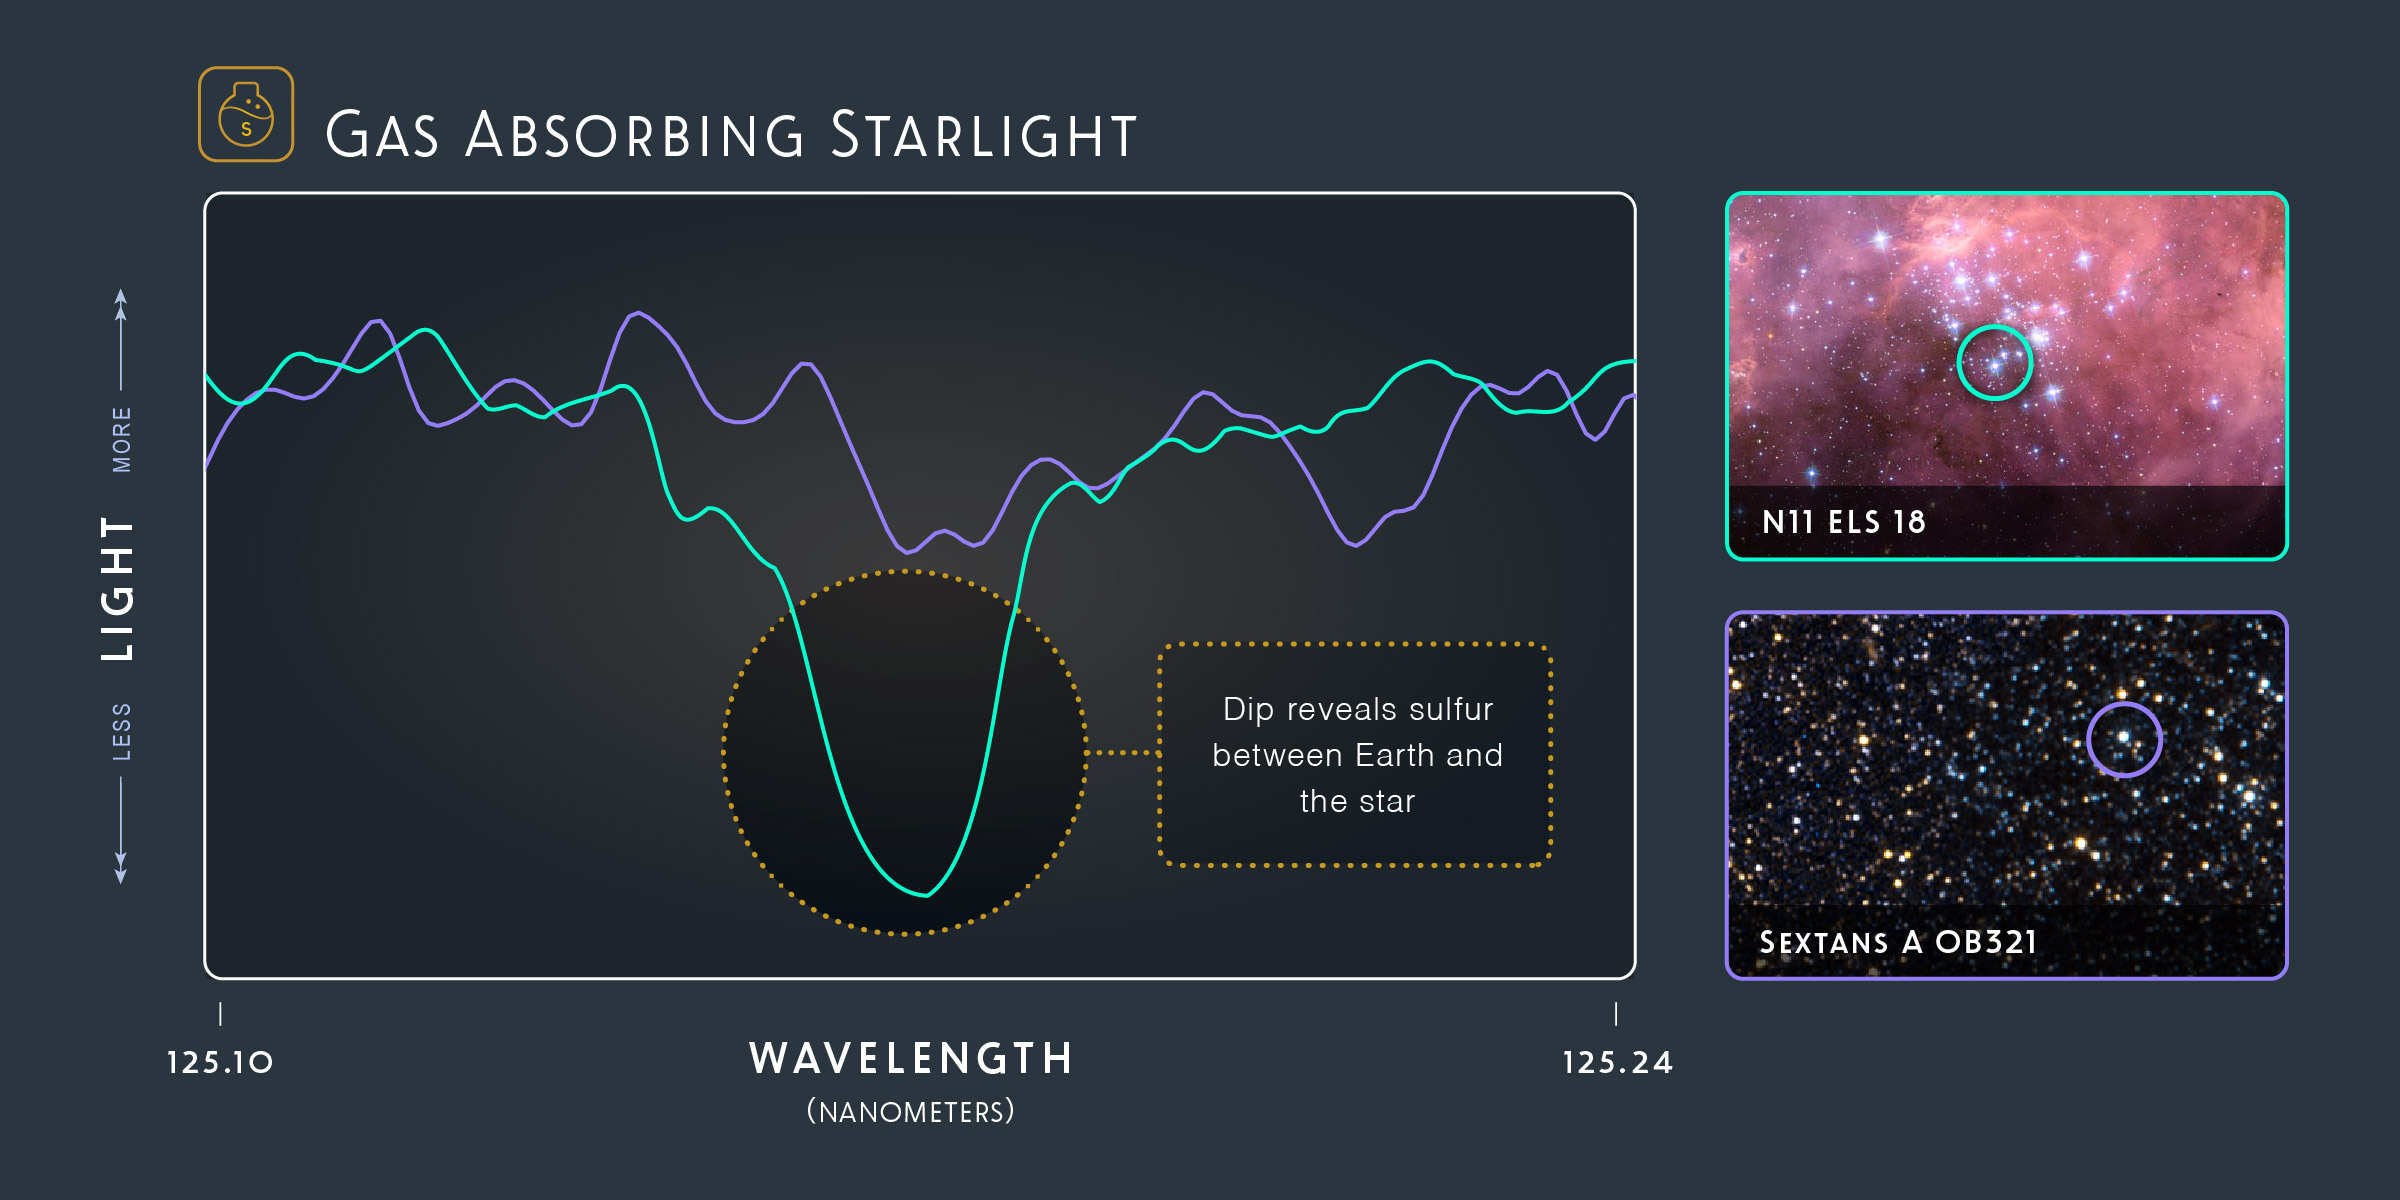 S
Gas Absorbing Starlight
MORE
LIGHT
LESS
Dip reveals sulfur
between Earth and
the star
125.10
125.24
WAVELENGTH
(NANOMETERS)
N11 ELS 18
Sextans A OB321